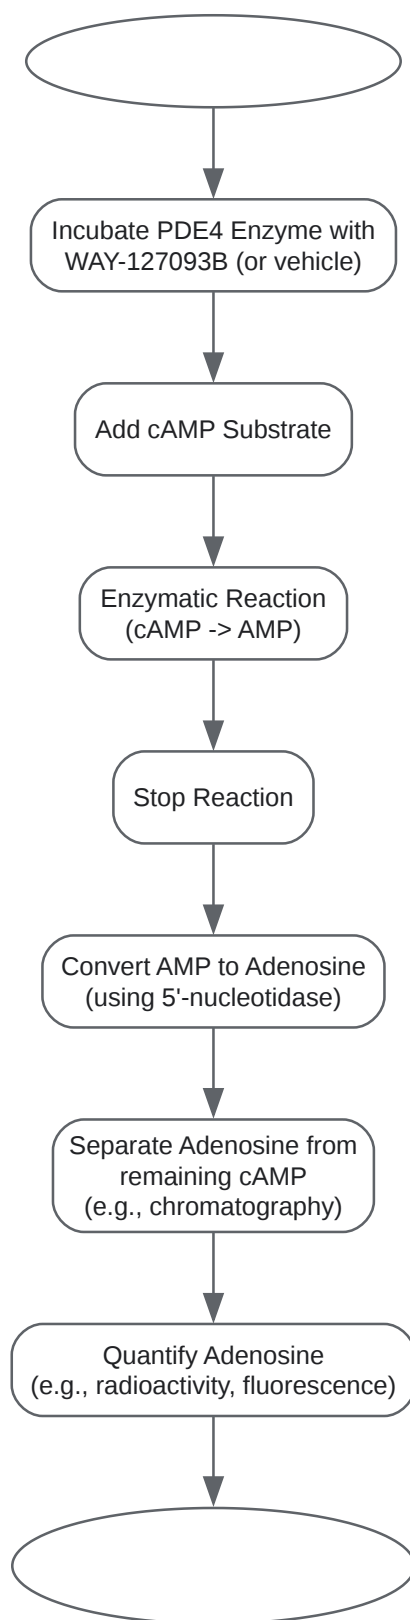 Incubate PDE4 Enzyme with
WAY-127093B (or vehicle)
Add cAMP Substrate
Enzymatic Reaction
(cAMP -> AMP)
Stop Reaction
Convert AMP to Adenosine
(using 5'-nucleotidase)
Separate Adenosine from
remaining cAMP
(e.g., chromatography)
Quantify Adenosine
(e.g., radioactivity, fluorescence)